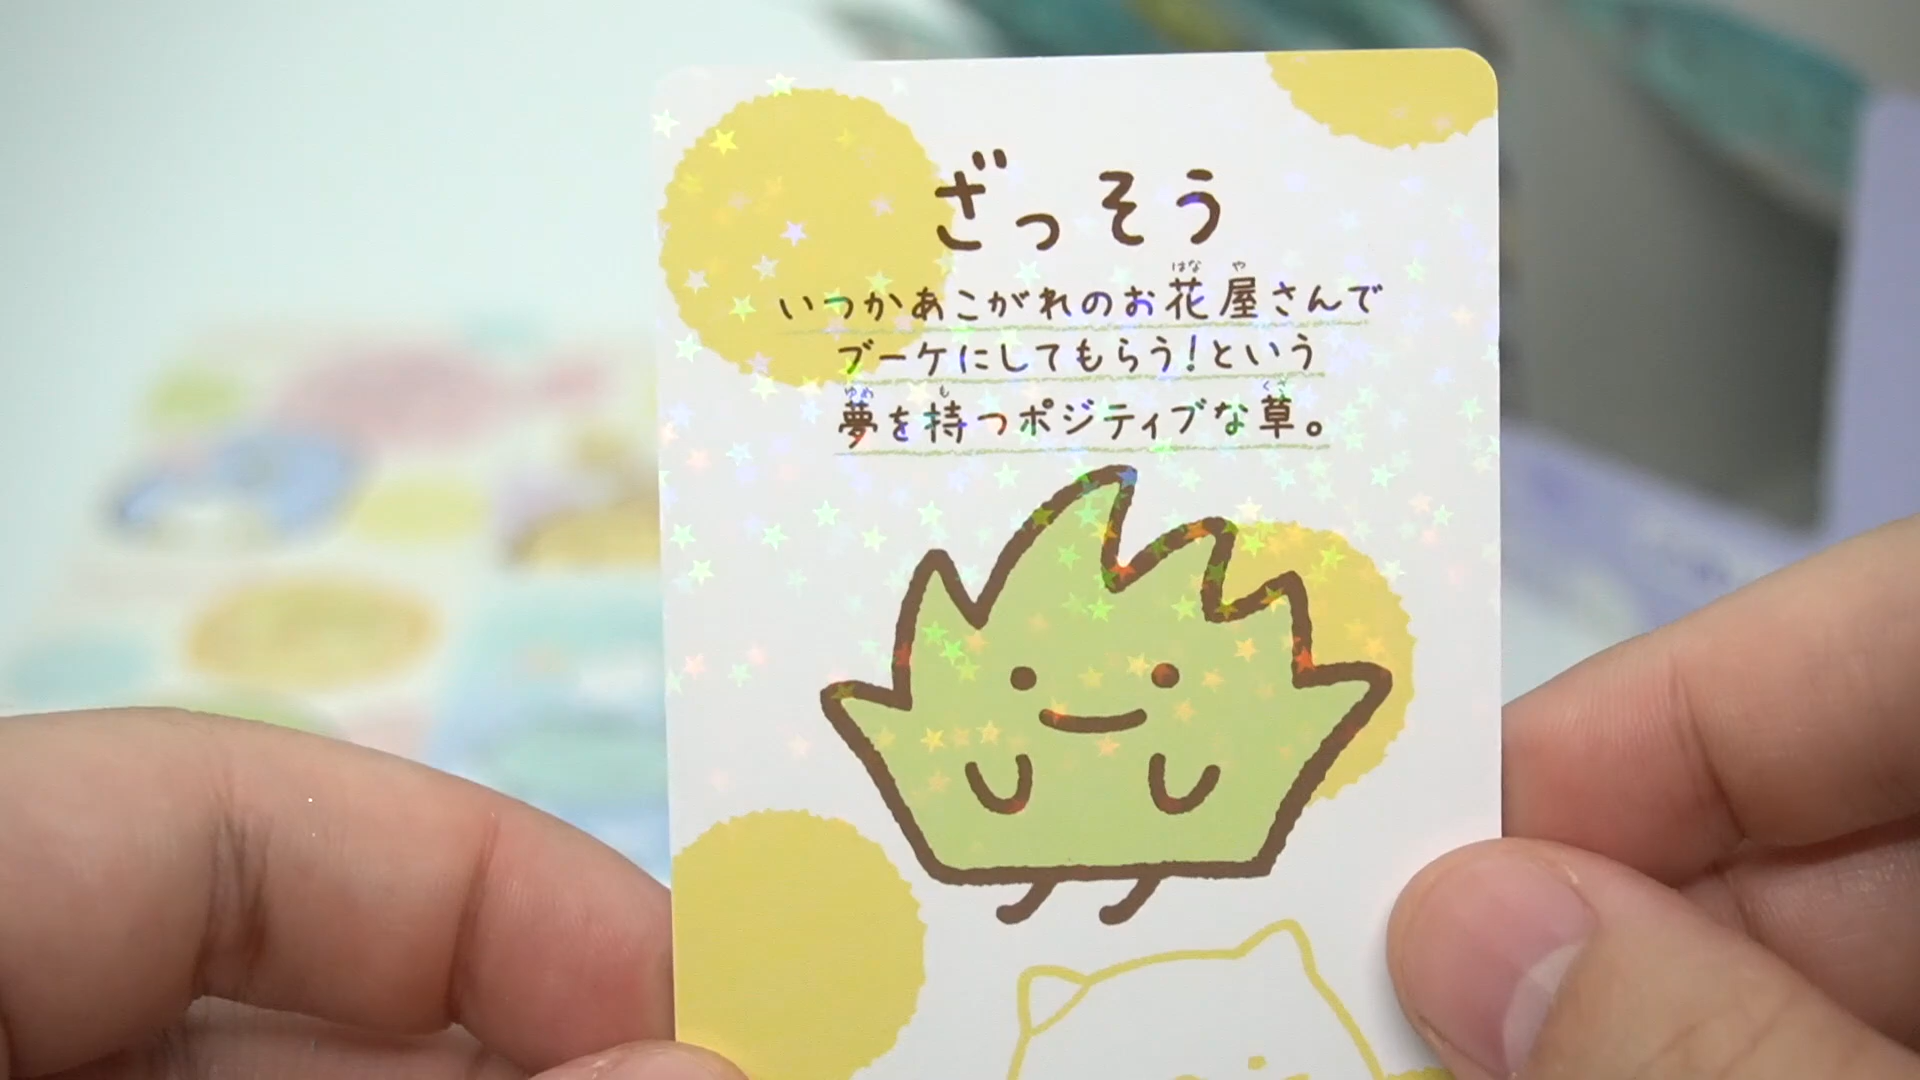 ざっそう
いつかあこがれのお花屋さんで
ブーケにしてもらう!という
夢を持つポジティブな草。